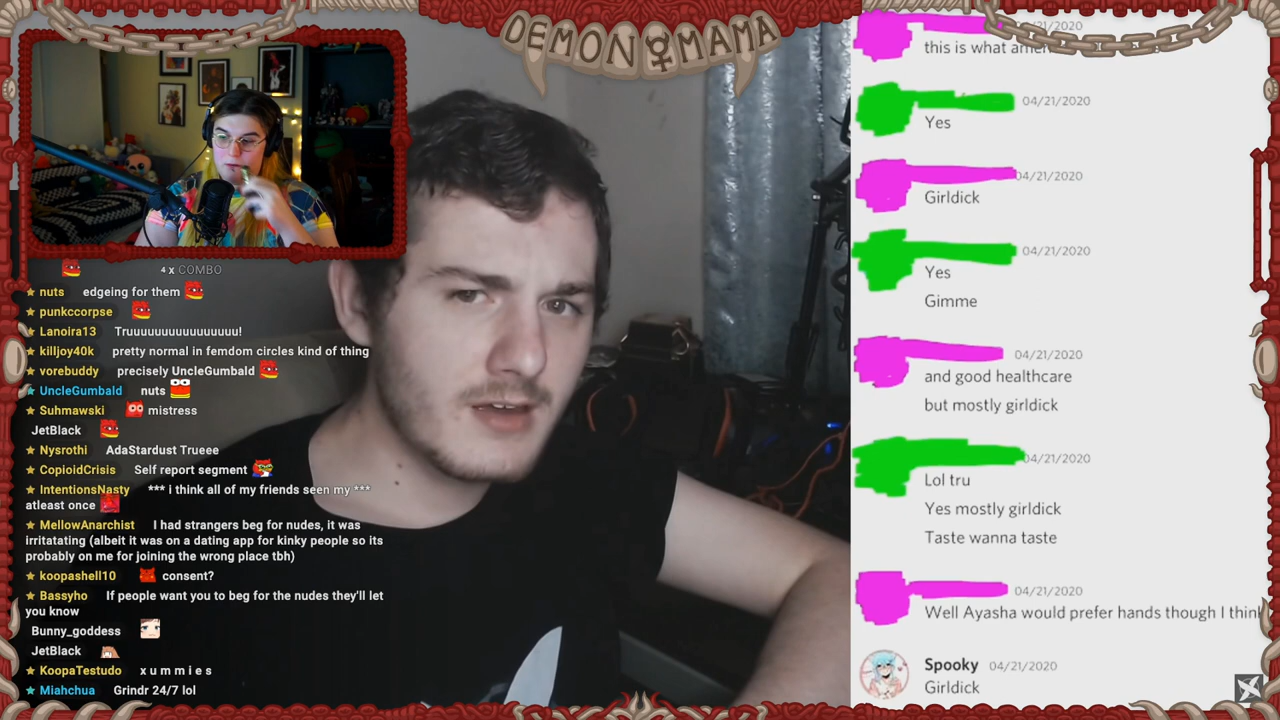 DEMON MAMA
4 x COMBO
nuts edgeing for them
punkccorpse
Lanoira13 Truuuuuuuuuuuuuuu!
killjoy40k pretty normal in femdom circles kind of thing
vorebuddy precisely UncleGumbald
UncleGumbald nuts
Suhmawski mistress
JetBlack
Nysrothi AdaStardust Trueee
CopioidCrisis Self report segment
IntentionsNasty *** i think all of my friends seen my ***
atleast once
MellowAnarchist I had strangers beg for nudes, it was
irritatating (albeit it was on a dating app for kinky people so its
probably on me for joining the wrong place tbh)
koopashell10 consent?
Bassyho If people want you to beg for the nudes they'll let
you know
Bunny_goddess
JetBlack
KoopaTestudo x u m m i e s
Miahchua Grindr 24/7 lol
/21/2020
this is what
04/21/2020
Yes
04/21/2020
Girldick
04/21/2020
Yes
Gimme
04/21/2020
and good healthcare
but mostly girldick
04/21/2020
Lol tru
Yes mostly girldick
Taste wanna taste
04/21/2020
Well Ayasha would prefer hands though I think
Spooky 04/21/2020
Girldick